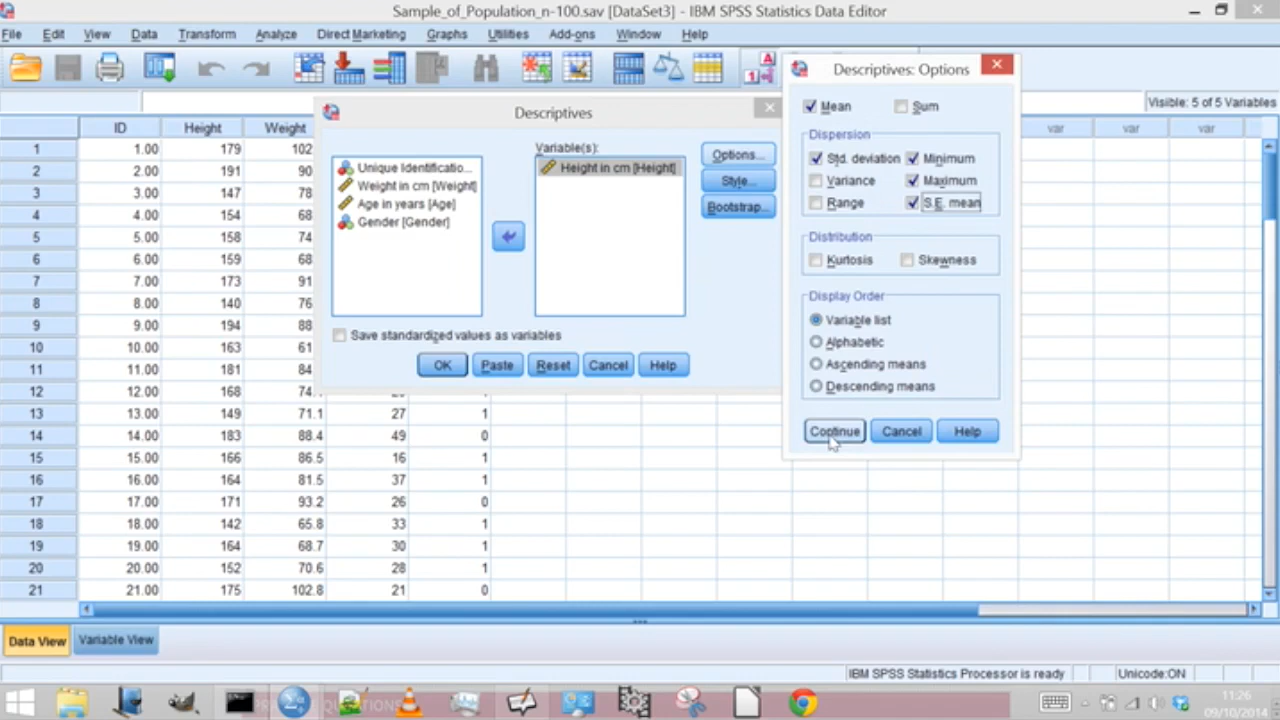 Sample_of_Population_n-100.sav [DataSet3] - IBM SPSS Statistics Data Editor
File Edit View Data Transform Analyze Direct Marketing Graphs Utilities Add-ons Window Help
Visible: 5 of 5 Variables
ID Height Weight var var var
1 1.00 179 102
2 2.00 191 90
3 3.00 147 78
4 4.00 154 68
5 5.00 158 74
6 6.00 159 68
7 7.00 173 91
8 8.00 140 76
9 9.00 194 88
10 10.00 163 61
11 11.00 181 84
12 12.00 168 74
13 13.00 149 71.1 27 1
14 14.00 183 88.4 49 0
15 15.00 166 86.5 16 1
16 16.00 164 81.5 37 1
17 17.00 171 93.2 26 0
18 18.00 142 65.8 33 1
19 19.00 164 68.7 30 1
20 20.00 152 70.6 28 1
21 21.00 175 102.8 21 0
Descriptives
Variable(s):
Unique Identificatio...
Weight in cm [Weight]
Age in years [Age]
Gender [Gender]
Height in cm [Height]
Options...
Style...
Bootstrap...
Save standardized values as variables
OK Paste Reset Cancel Help
Descriptives: Options
Mean Sum
Dispersion
Std. deviation Minimum
Variance Maximum
Range S.E. mean
Distribution
Kurtosis Skewness
Display Order
Variable list
Alphabetic
Ascending means
Descending means
Continue Cancel Help
Data View Variable View
IBM SPSS Statistics Processor is ready Unicode:ON
11:26
09/10/2014